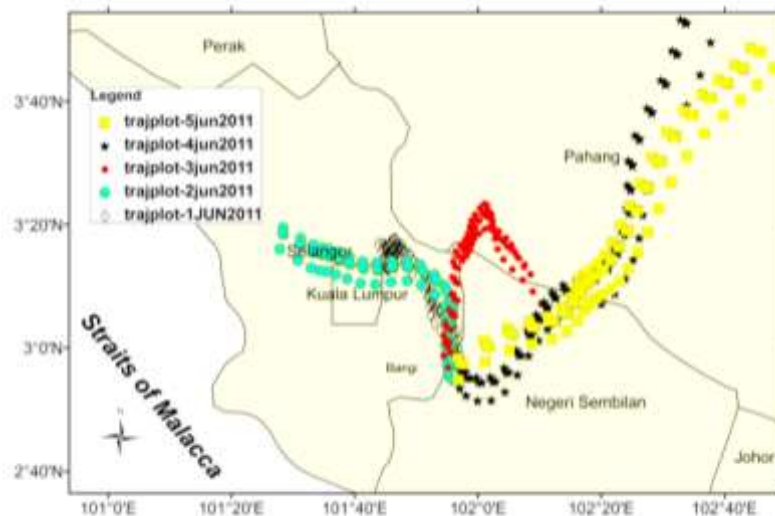 Perak
3°40'N
Legend
trajplot-5jun2011
trajplot-4jun2011
trajplot-3jun2011
trajplot-2jun2011
trajplot-1JUN2011
Pahang
3°20'N
Selangor
Kuala Lumpur
3°0'N
Straits of Malacca
Bangi
Negeri Sembilan
Johor
2°40'N
101°0'E 101°20'E 101°40'E 102°0'E 102°20'E 102°40'E